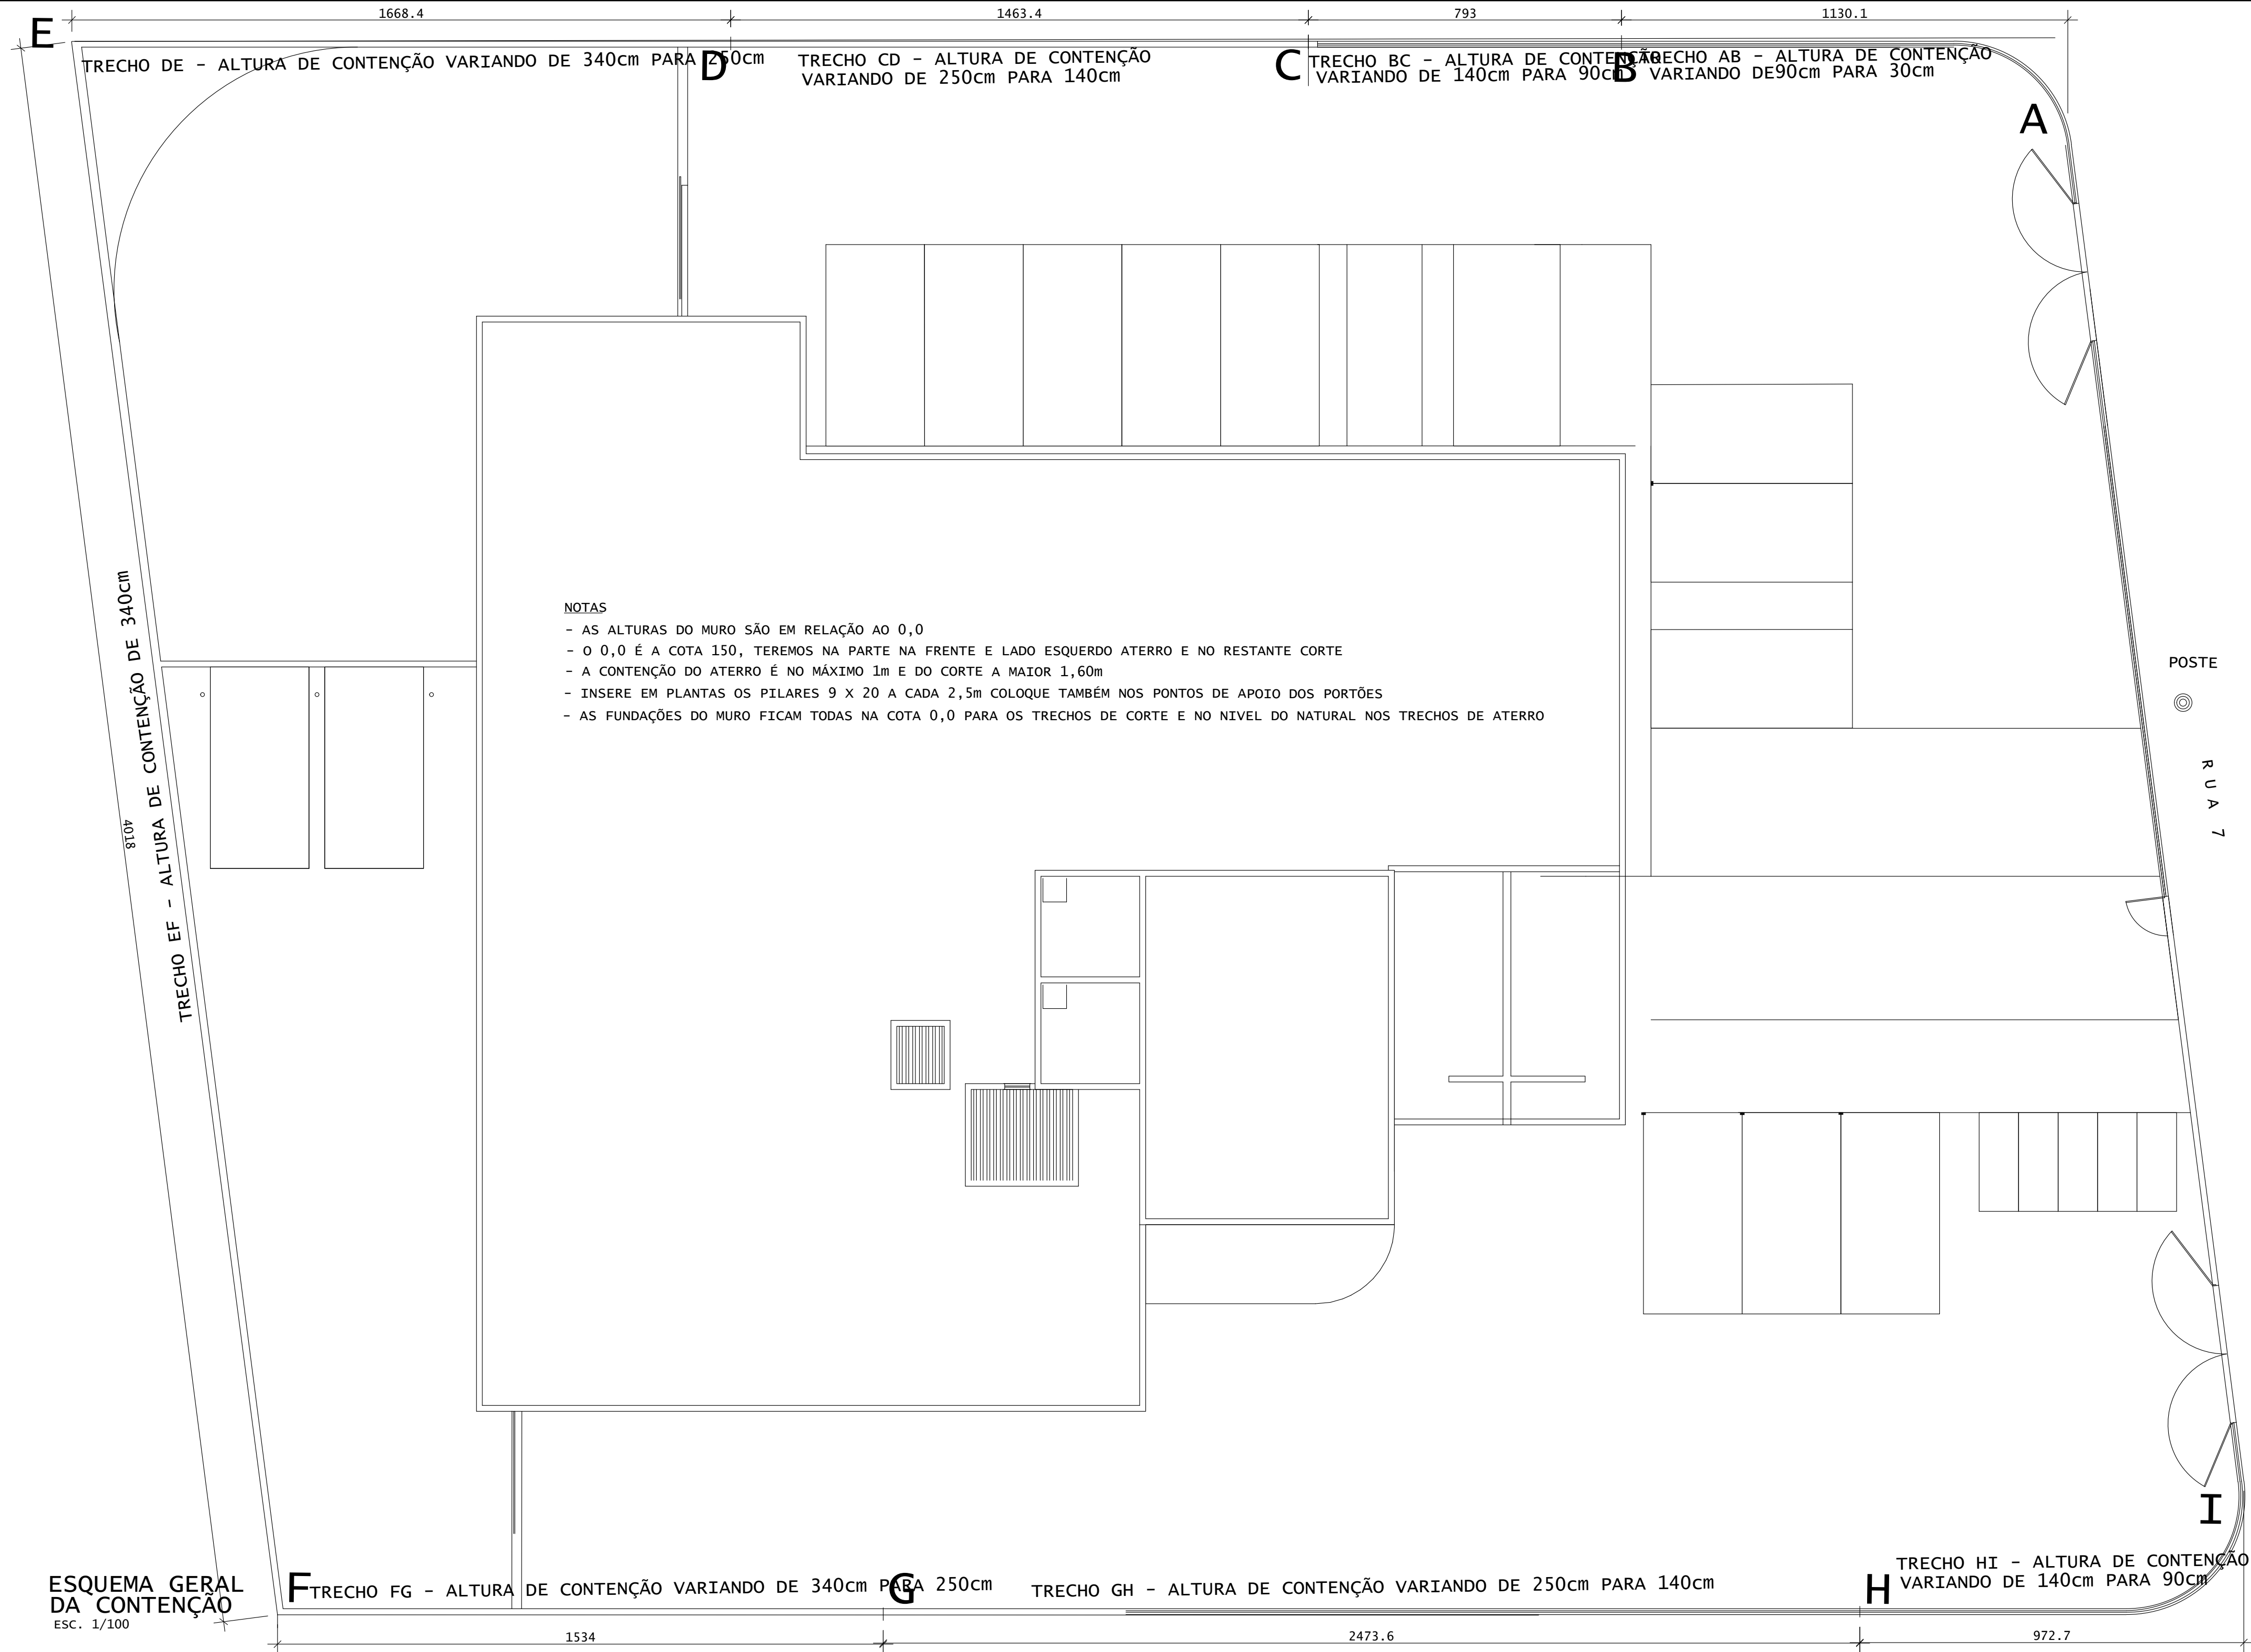 1668.4
1463.4
793
1130.1
E
TRECHO DE - ALTURA DE CONTENÇÃO VARIANDO DE 340cm PARA 250cm
D
TRECHO CD - ALTURA DE CONTENÇÃO
VARIANDO DE 250cm PARA 140cm
C
TRECHO BC - ALTURA DE CONTENÇÃO
VARIANDO DE 140cm PARA 90cm
B
TRECHO AB - ALTURA DE CONTENÇÃO
VARIANDO DE90cm PARA 30cm
A
TRECHO EF - ALTURA DE CONTENÇÃO DE 340cm
4018
NOTAS
- AS ALTURAS DO MURO SÃO EM RELAÇÃO AO 0,0
- O 0,0 É A COTA 150, TEREMOS NA PARTE NA FRENTE E LADO ESQUERDO ATERRO E NO RESTANTE CORTE
- A CONTENÇÃO DO ATERRO É NO MÁXIMO 1m E DO CORTE A MAIOR 1,60m
- INSERE EM PLANTAS OS PILARES 9 X 20 A CADA 2,5m COLOQUE TAMBÉM NOS PONTOS DE APOIO DOS PORTÕES
- AS FUNDAÇÕES DO MURO FICAM TODAS NA COTA 0,0 PARA OS TRECHOS DE CORTE E NO NIVEL DO NATURAL NOS TRECHOS DE ATERRO
POSTE
RUA 7
I
ESQUEMA GERAL
DA CONTENÇÃO
ESC. 1/100
F
TRECHO FG - ALTURA DE CONTENÇÃO VARIANDO DE 340cm PARA 250cm
G
TRECHO GH - ALTURA DE CONTENÇÃO VARIANDO DE 250cm PARA 140cm
H
TRECHO HI - ALTURA DE CONTENÇÃO
VARIANDO DE 140cm PARA 90cm
1534
2473.6
972.7